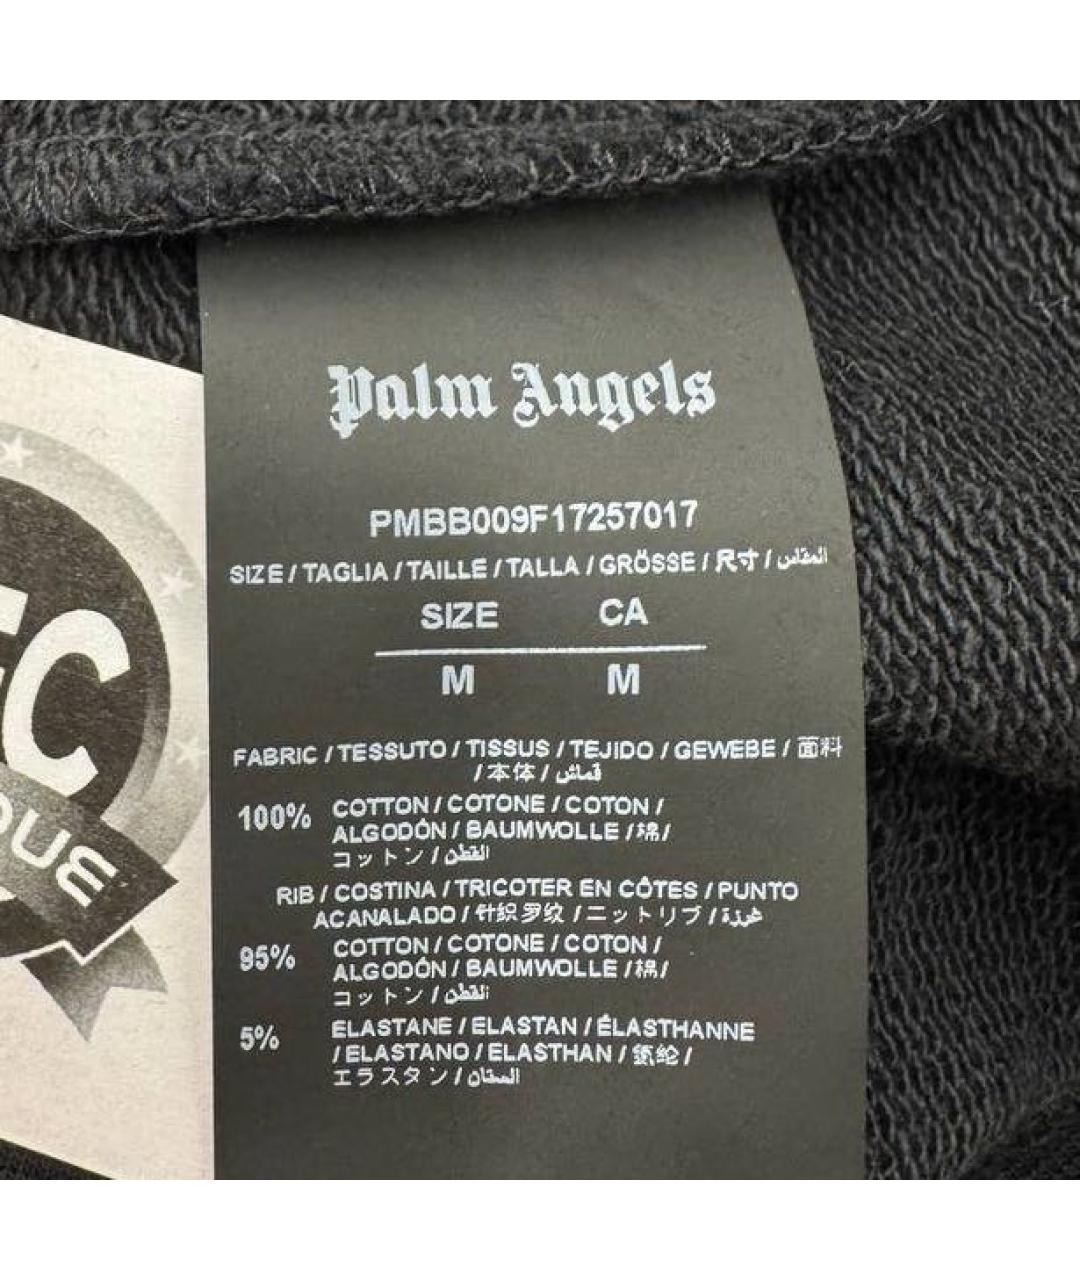 Palm Angels
PMBB009F17257017
SIZE / TAGLIA / TAILLE / TALLA / GRÖSSE / 尺寸 / المقاس
SIZE CA
M M
FABRIC / TESSUTO / TISSUS / TEJIDO / GEWEBE / 面料
/ 本体 / قماش
100% COTTON / COTONE / COTON /
ALGODÓN / BAUMWOLLE / 棉 /
コットン / القطن
RIB / COSTINA / TRICOTER EN CÔTES / PUNTO
ACANALADO / 针织罗纹 / ニットリブ / غرزة
95% COTTON / COTONE / COTON /
ALGODÓN / BAUMWOLLE / 棉 /
コットン / القطن
5% ELASTANE / ELASTAN / ÉLASTHANNE
/ ELASTANO / ELASTHAN / 氨纶 /
エラスタン /